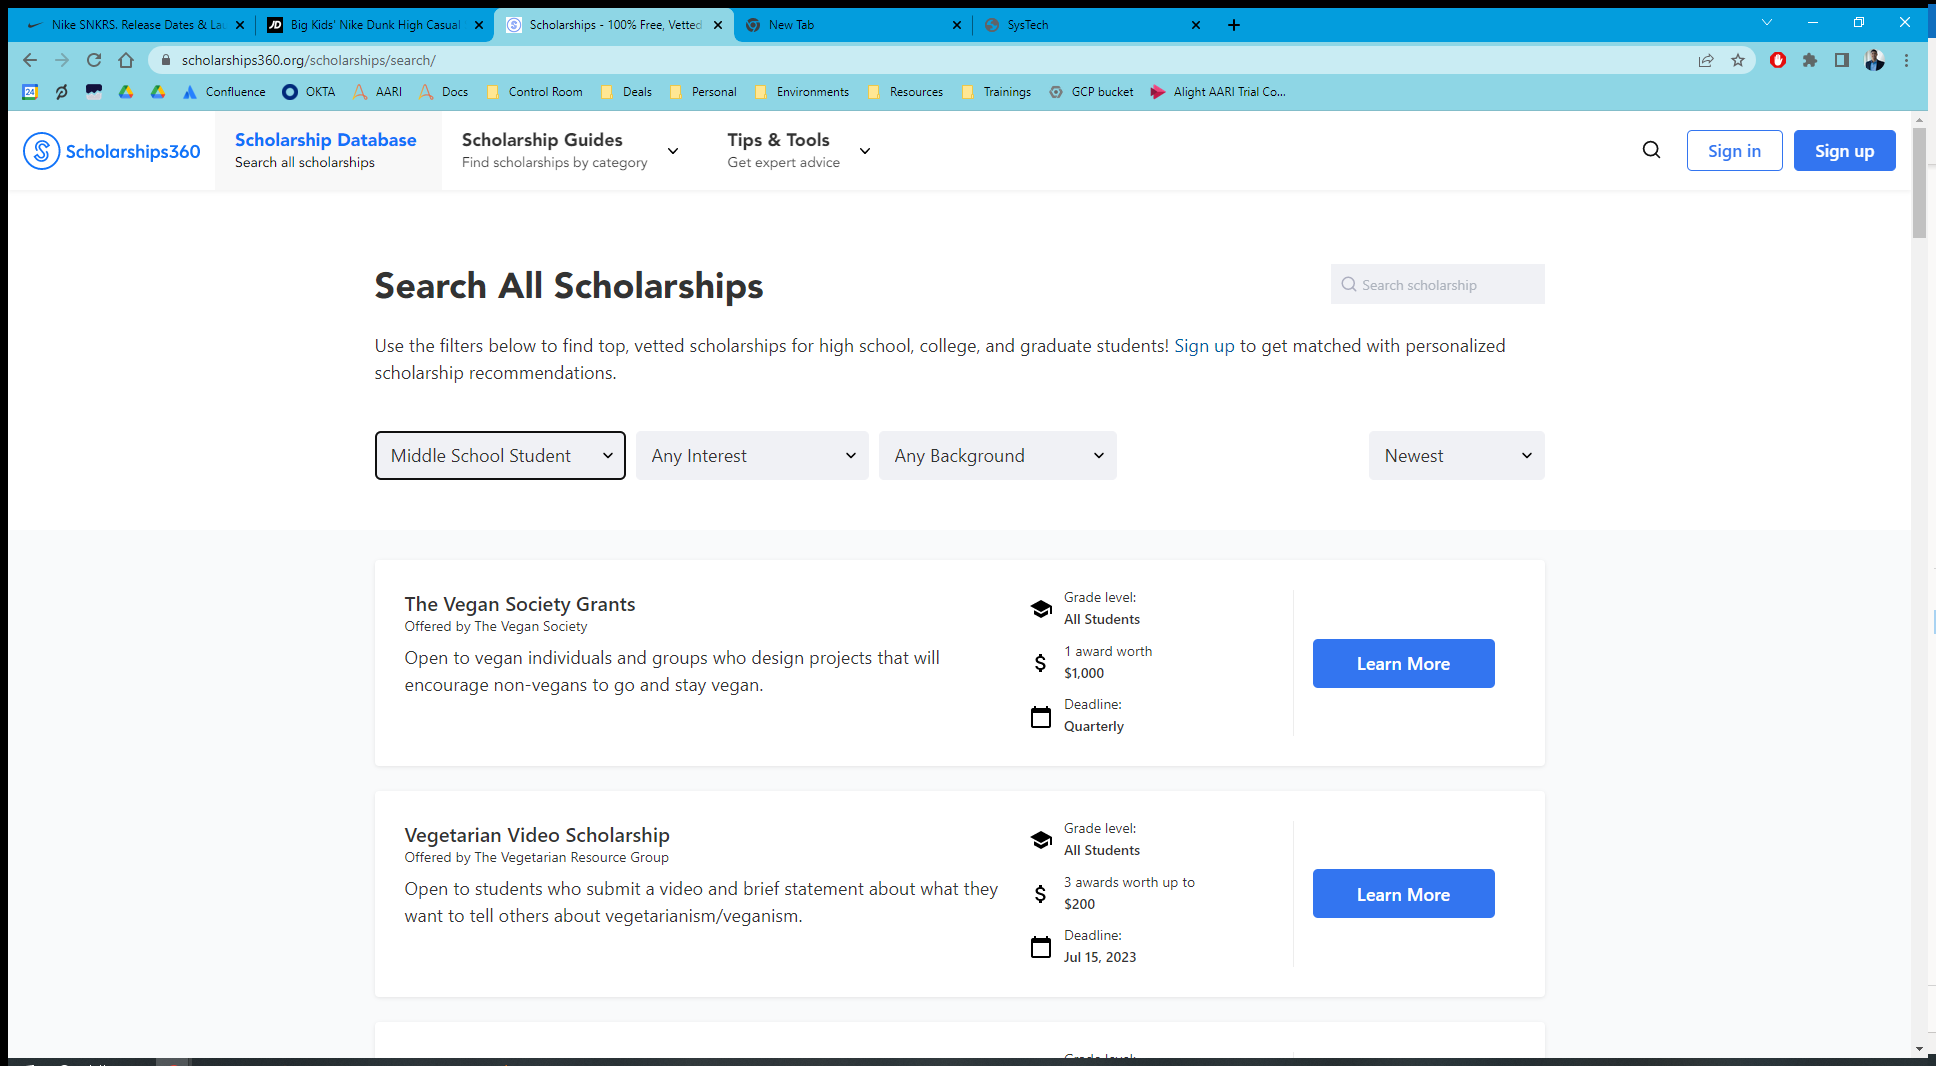 Nike SNKRS. Release Dates & Lau
Big Kids' Nike Dunk High Casual
Scholarships - 100% Free, Vetted
New Tab
SysTech
scholarships360.org/scholarships/search/
24
Confluence
OKTA
AARI
Docs
Control Room
Deals
Personal
Environments
Resources
Trainings
GCP bucket
Alight AARI Trial Co...
Scholarships360
Scholarship Database
Search all scholarships
Scholarship Guides
Find scholarships by category
Tips & Tools
Get expert advice
Sign in
Sign up
Search All Scholarships
Search scholarship
Use the filters below to find top, vetted scholarships for high school, college, and graduate students! Sign up to get matched with personalized
scholarship recommendations.
Middle School Student
Any Interest
Any Background
Newest
The Vegan Society Grants
Offered by The Vegan Society
Open to vegan individuals and groups who design projects that will
encourage non-vegans to go and stay vegan.
Grade level:
All Students
1 award worth
$1,000
Deadline:
Quarterly
Learn More
Vegetarian Video Scholarship
Offered by The Vegetarian Resource Group
Open to students who submit a video and brief statement about what they
want to tell others about vegetarianism/veganism.
Grade level:
All Students
3 awards worth up to
$200
Deadline:
Jul 15, 2023
Learn More
Grade level: